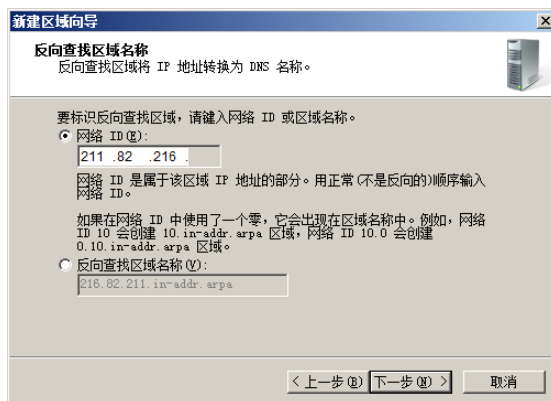 新建区域向导
反向查找区域名称
反向查找区域将 IP 地址转换为 DNS 名称。
要标识反向查找区域，请键入网络 ID 或区域名称。
网络 ID(E):
211 .82 .216 .
网络 ID 是属于该区域 IP 地址的部分。用正常(不是反向的)顺序输入
网络 ID。
如果在网络 ID 中使用了一个零，它会出现在区域名称中。例如，网络
ID 10 会创建 10.in-addr.arpa 区域，网络 ID 10.0 会创建
0.10.in-addr.arpa 区域。
反向查找区域名称(V):
216.82.211.in-addr.arpa
< 上一步(B) 下一步(N) > 取消